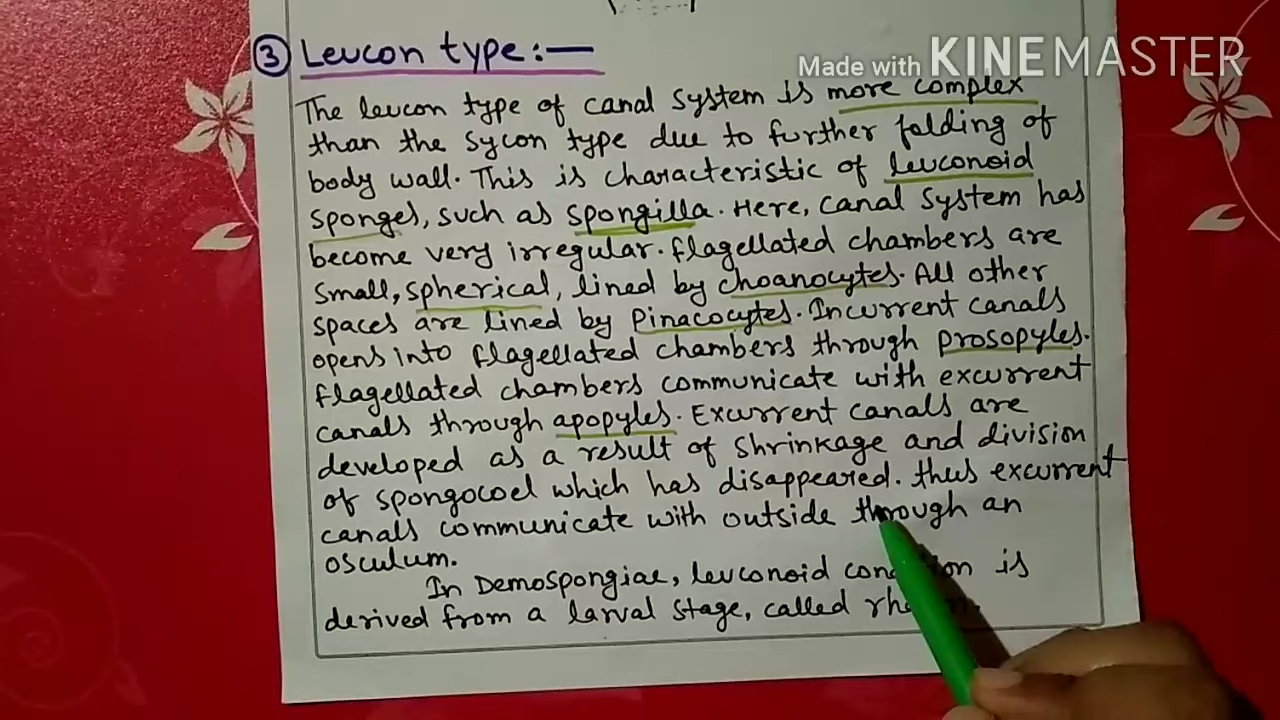 Made with KINEMASTER
③ Leucon type:—
The leucon type of canal system is more complex
than the sycon type due to further folding of
body wall. This is characteristic of leuconoid
sponges, such as spongilla. Here, canal system has
become very irregular. flagellated chambers are
small, spherical, lined by choanocytes. All other
spaces are lined by Pinacocytes. Incurrent canals
opens into flagellated chambers through prosopyles.
flagellated chambers communicate with excurrent
canals through apopyles. Excurrent canals are
developed as a result of shrinkage and division
of spongocoel which has disappeared. thus excurrent
canals communicate with outside through an
osculum.
In Demospongiae, leuconoid is
derived from a larval stage, called